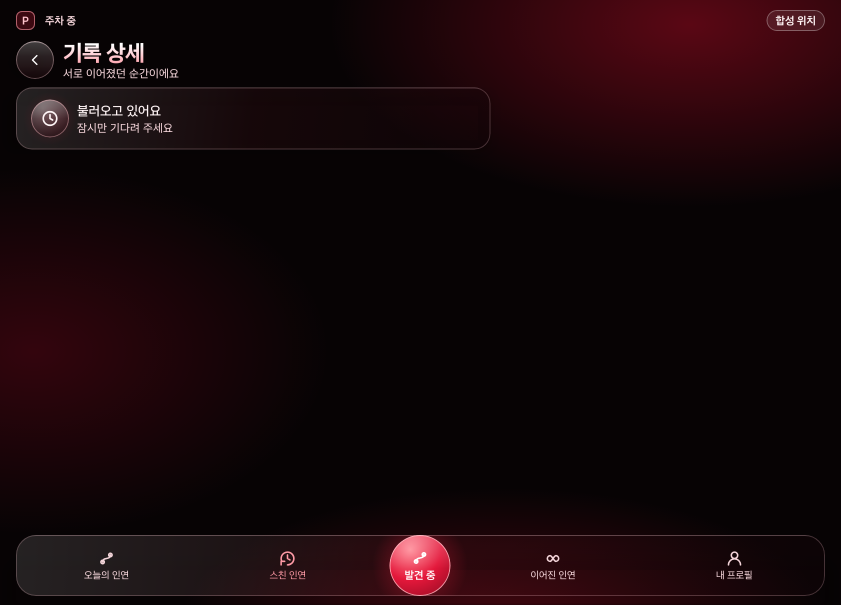 P 주차 중
합성 위치
기록 상세
서로 이어졌던 순간이에요
불러오고 있어요
잠시만 기다려 주세요
오늘의 인연
스친 인연
발견 중
이어진 인연
내 프로필